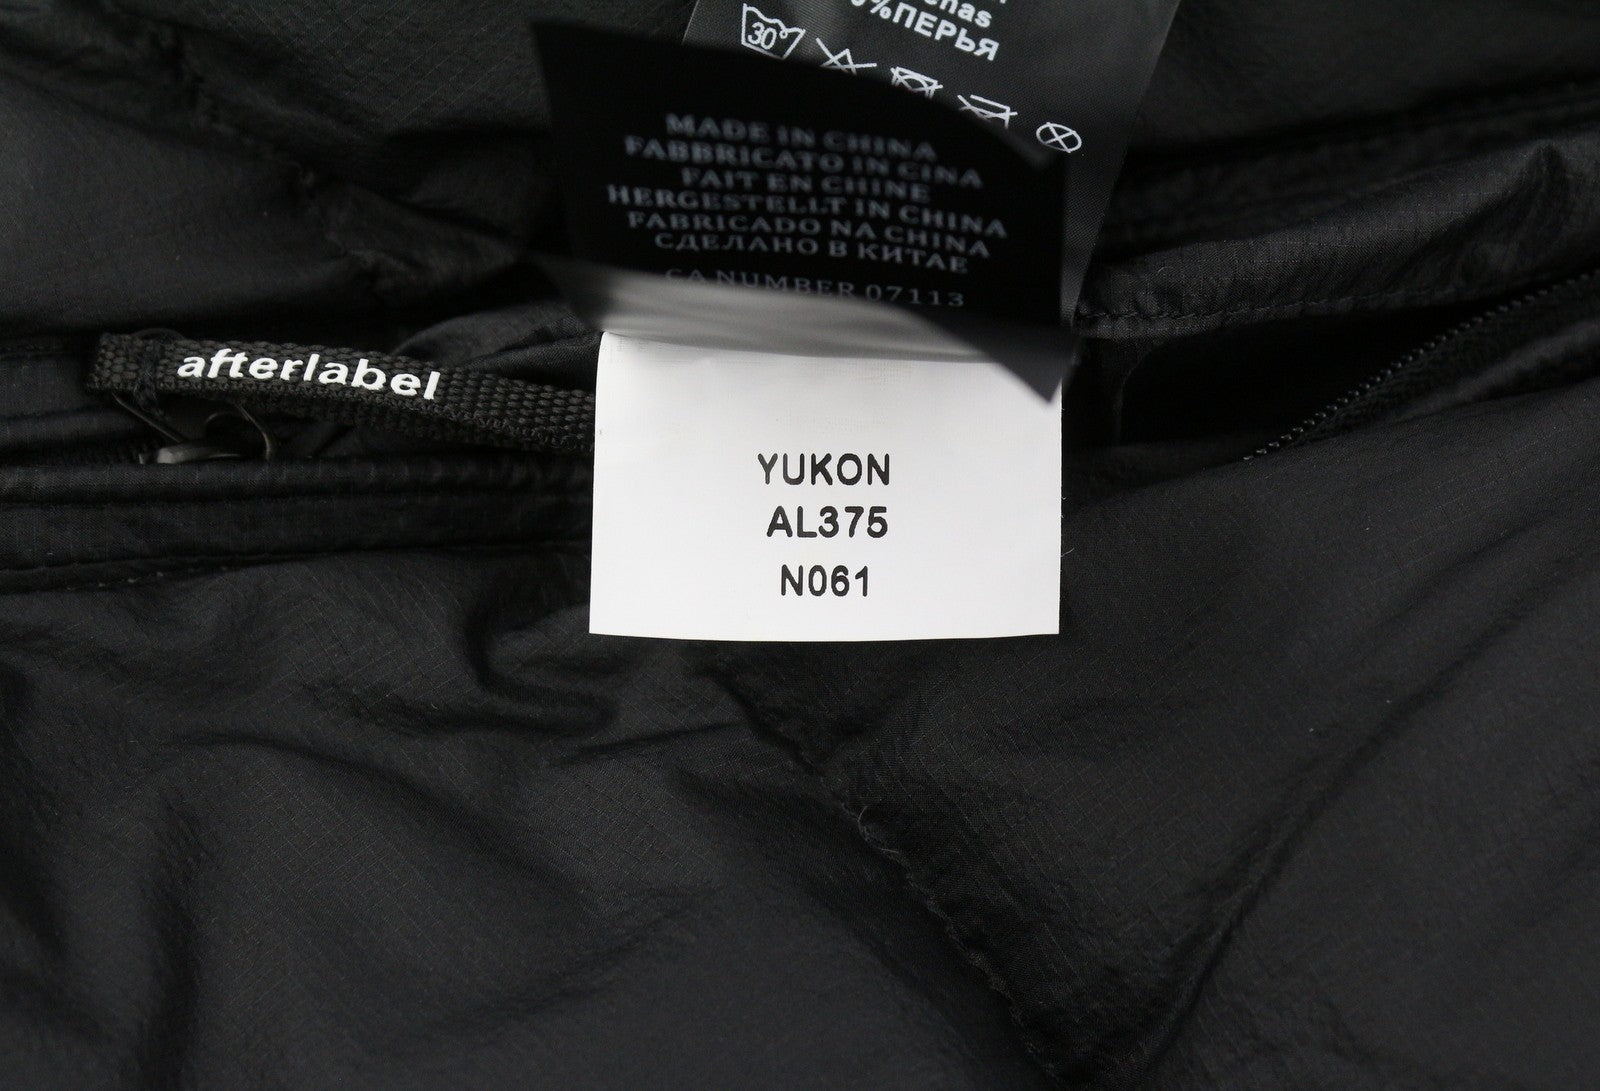 %ПЕРЬЯ
30
MADE IN CHINA
FABBRICATO IN CINA
FAIT EN CHINE
HERGESTELLT IN CHINA
FABRICADO NA CHINA
СДЕЛАНО В КИТАЕ
CA NUMBER 07113
afterlabel
YUKON
AL375
N061